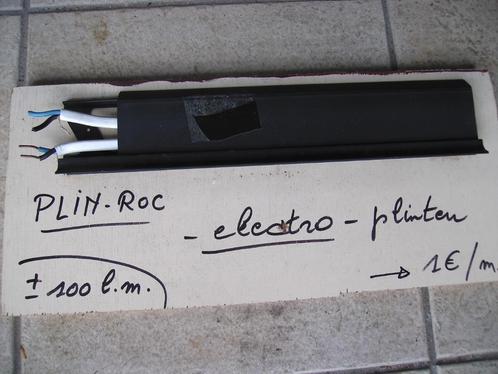 PLIN-ROC
- electro - plinten
± 100 l.m.
→ 1€/m.